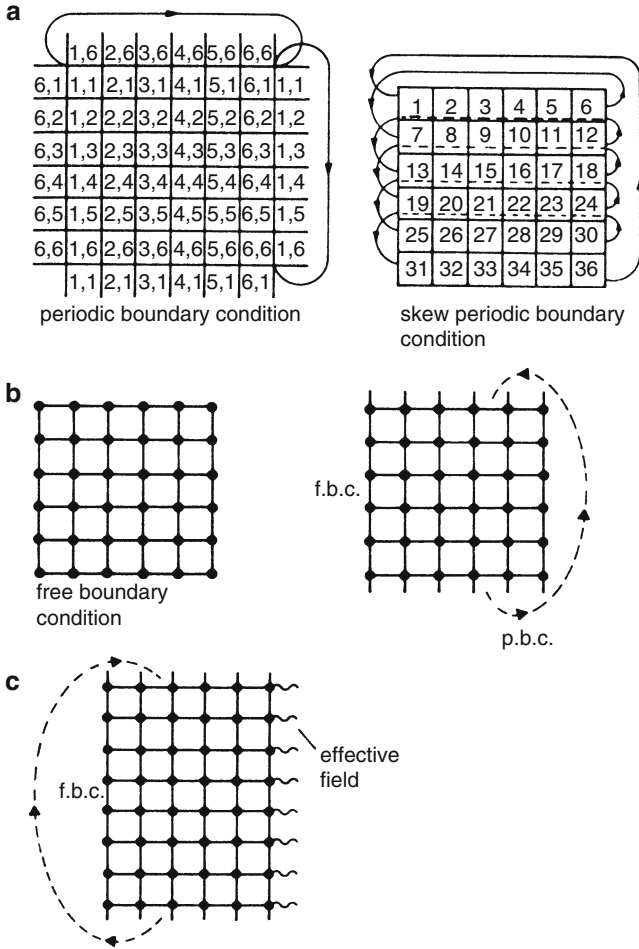 a
1,6 2,6 3,6 4,6 5,6 6,6
6,1 1,1 2,1 3,1 4,1 5,1 6,1 1,1
6,2 1,2 2,2 3,2 4,2 5,2 6,2 1,2
6,3 1,3 2,3 3,3 4,3 5,3 6,3 1,3
6,4 1,4 2,4 3,4 4,4 5,4 6,4 1,4
6,5 1,5 2,5 3,5 4,5 5,5 6,5 1,5
6,6 1,6 2,6 3,6 4,6 5,6 6,6 1,6
1,1 2,1 3,1 4,1 5,1 6,1
periodic boundary condition
1 2 3 4 5 6
7 8 9 10 11 12
13 14 15 16 17 18
19 20 21 22 23 24
25 26 27 28 29 30
31 32 33 34 35 36
skew periodic boundary
condition
b
free boundary
condition
f.b.c.
p.b.c.
c
f.b.c.
effective
field